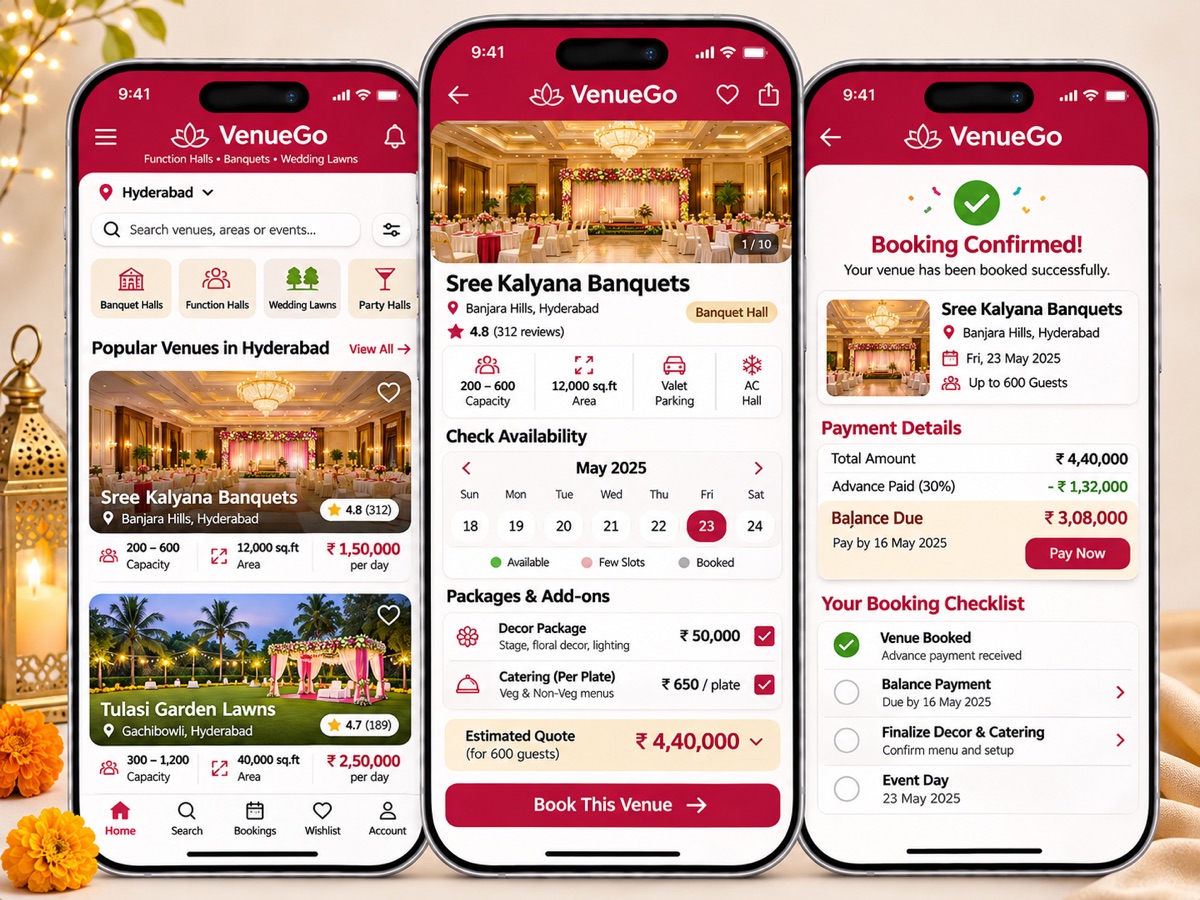 9:41
VenueGo
Function Halls • Banquets • Wedding Lawns
Hyderabad
Search venues, areas or events...
Banquet Halls
Function Halls
Wedding Lawns
Party Halls
Popular Venues in Hyderabad
View All →
Sree Kalyana Banquets
Banjara Hills, Hyderabad
4.8 (312)
200 – 600
Capacity
12,000 sq.ft
Area
₹ 1,50,000
per day
Tulasi Garden Lawns
Gachibowli, Hyderabad
4.7 (189)
300 – 1,200
Capacity
40,000 sq.ft
Area
₹ 2,50,000
per day
Home
Search
Bookings
Wishlist
Account
9:41
VenueGo
1 / 10
Sree Kalyana Banquets
Banjara Hills, Hyderabad
Banquet Hall
4.8 (312 reviews)
200 – 600
Capacity
12,000 sq.ft
Area
Valet
Parking
AC
Hall
Check Availability
May 2025
Sun Mon Tue Wed Thu Fri Sat
18 19 20 21 22 23 24
Available
Few Slots
Booked
Packages & Add-ons
Decor Package
Stage, floral decor, lighting
₹ 50,000
Catering (Per Plate)
Veg & Non-Veg menus
₹ 650 / plate
Estimated Quote
(for 600 guests)
₹ 4,40,000
Book This Venue →
9:41
VenueGo
Booking Confirmed!
Your venue has been booked successfully.
Sree Kalyana Banquets
Banjara Hills, Hyderabad
Fri, 23 May 2025
Up to 600 Guests
Payment Details
Total Amount ₹ 4,40,000
Advance Paid (30%) - ₹ 1,32,000
Balance Due ₹ 3,08,000
Pay by 16 May 2025
Pay Now
Your Booking Checklist
Venue Booked
Advance payment received
Balance Payment
Due by 16 May 2025
Finalize Decor & Catering
Confirm menu and setup
Event Day
23 May 2025